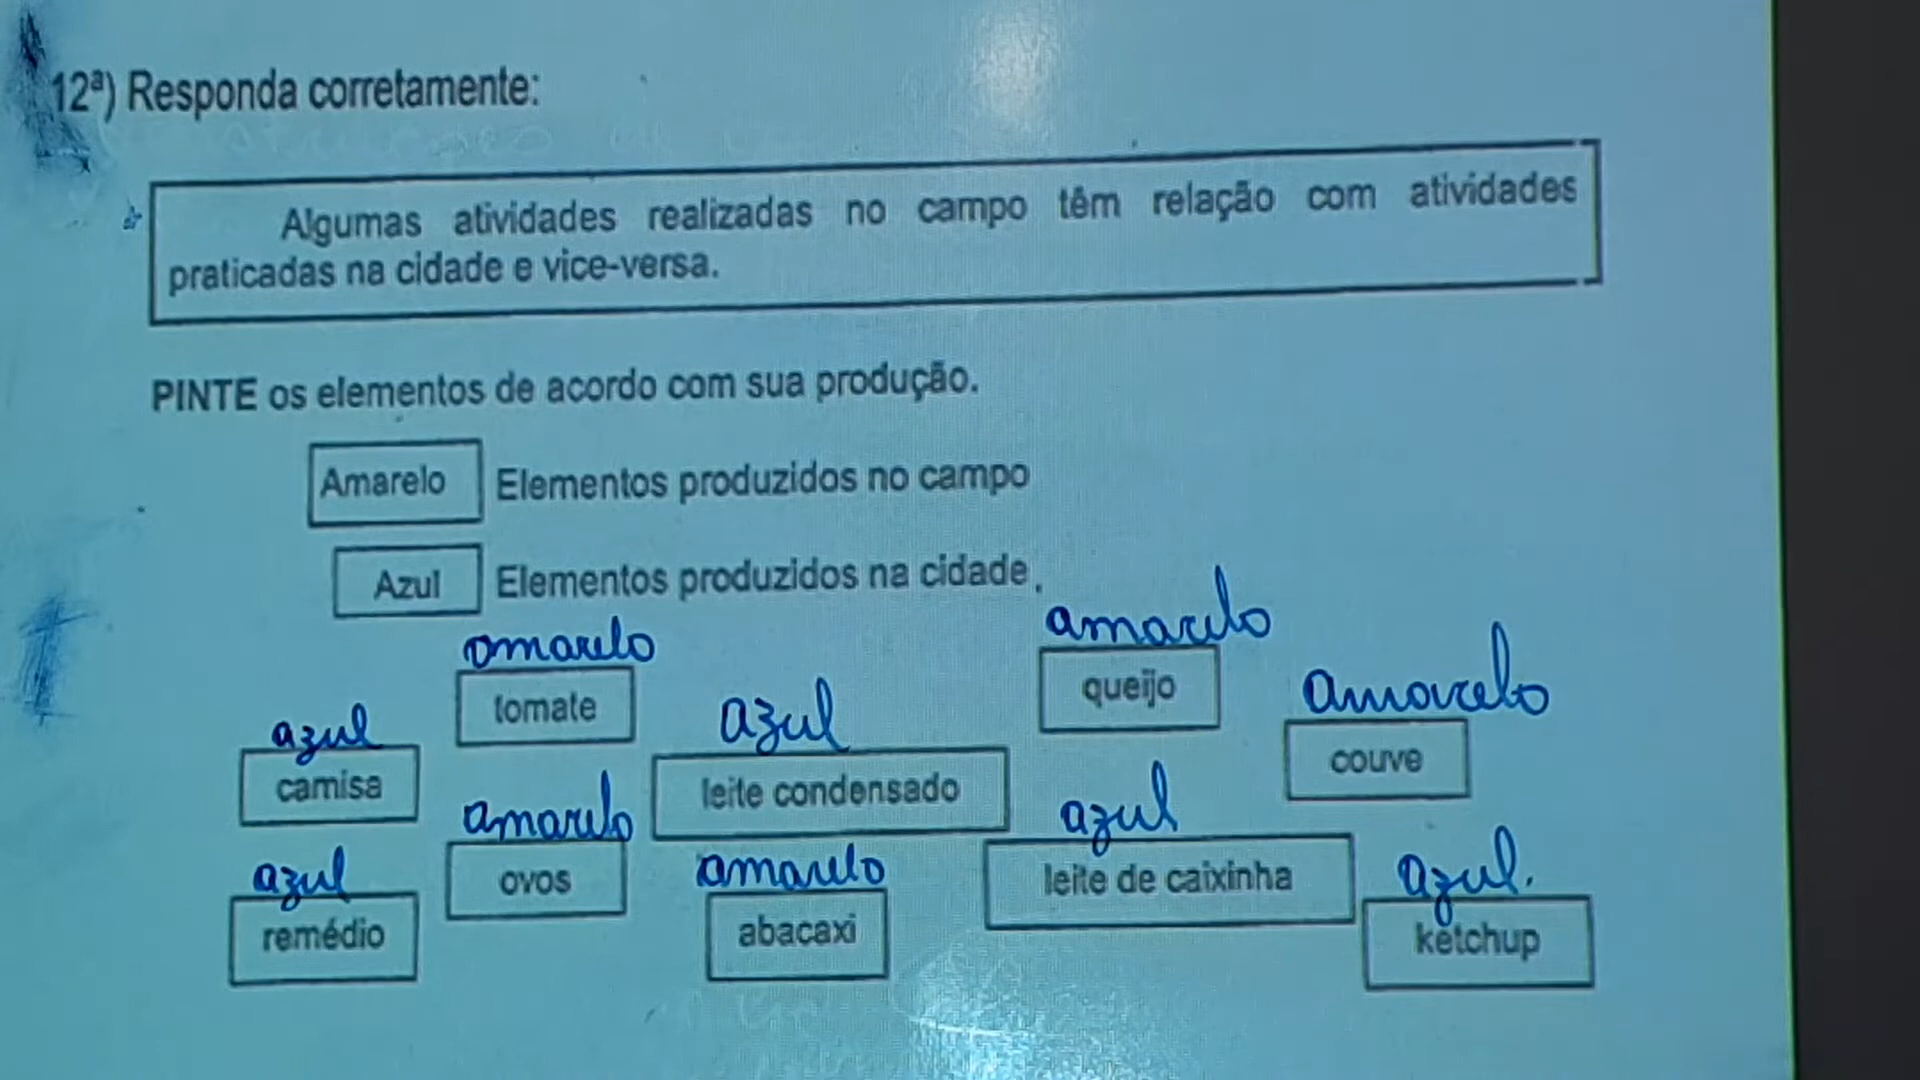 12ª) Responda corretamente:
Algumas atividades realizadas no campo têm relação com atividades
praticadas na cidade e vice-versa.
PINTE os elementos de acordo com sua produção.
Amarelo Elementos produzidos no campo
Azul Elementos produzidos na cidade.
amarelo
tomate
amarelo
queijo
azul
camisa
azul
leite condensado
amarelo
couve
amarelo
ovos
azul
leite de caixinha
azul
remédio
amarelo
abacaxi
azul.
ketchup